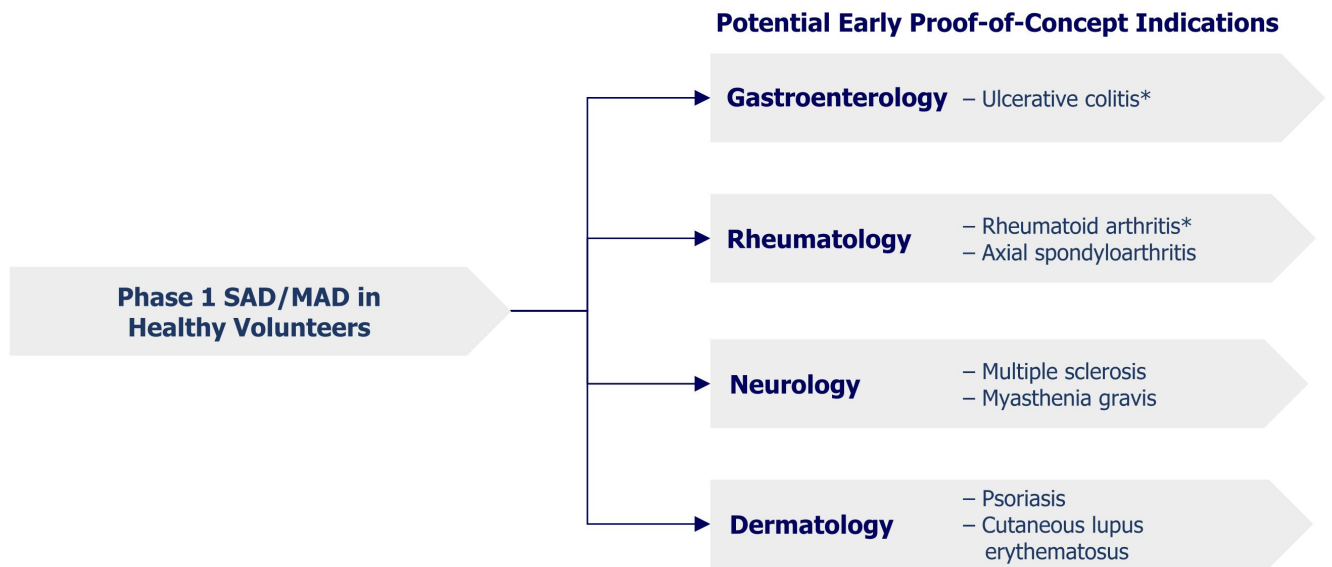 Potential Early Proof-of-Concept Indications
Gastroenterology – Ulcerative colitis*
Rheumatology
– Rheumatoid arthritis*
– Axial spondyloarthritis
Phase 1 SAD/MAD in
Healthy Volunteers
Neurology
– Multiple sclerosis
– Myasthenia gravis
Dermatology
– Psoriasis
– Cutaneous lupus
erythematosus